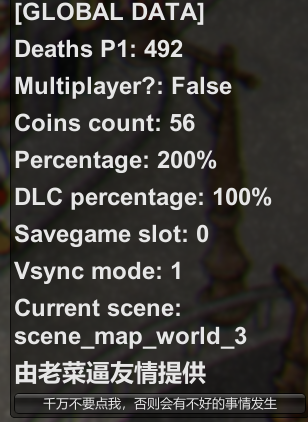 [GLOBAL DATA]
Deaths P1: 492
Multiplayer?: False
Coins count: 56
Percentage: 200%
DLC percentage: 100%
Savegame slot: 0
Vsync mode: 1
Current scene:
scene_map_world_3
由老菜逼友情提供
千万不要点我，否则会有不好的事情发生